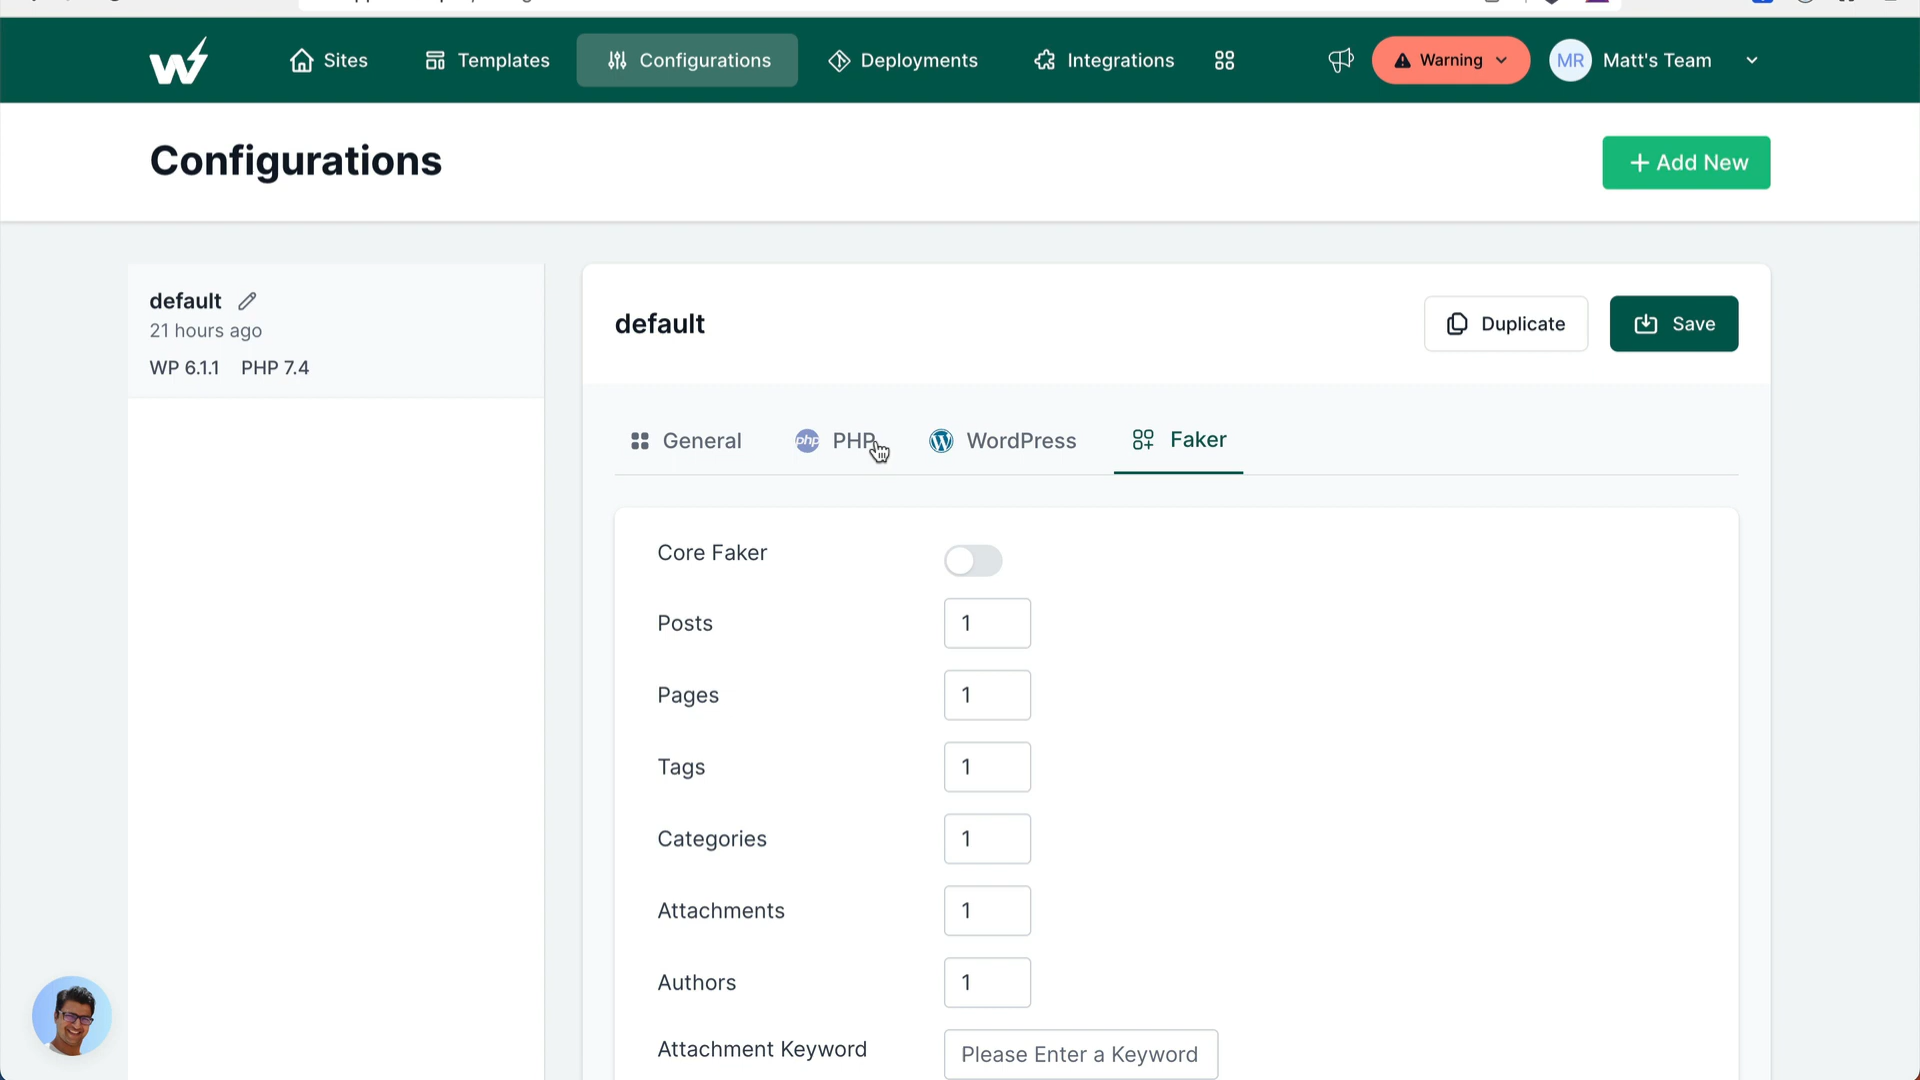 Sites
Templates
Configurations
Deployments
Integrations
Warning
MR
Matt's Team
Configurations
+ Add New
default
21 hours ago
WP 6.1.1 PHP 7.4
default
Duplicate
Save
General
php PHP
WordPress
Faker
Core Faker
Posts 1
Pages 1
Tags 1
Categories 1
Attachments 1
Authors 1
Attachment Keyword Please Enter a Keyword